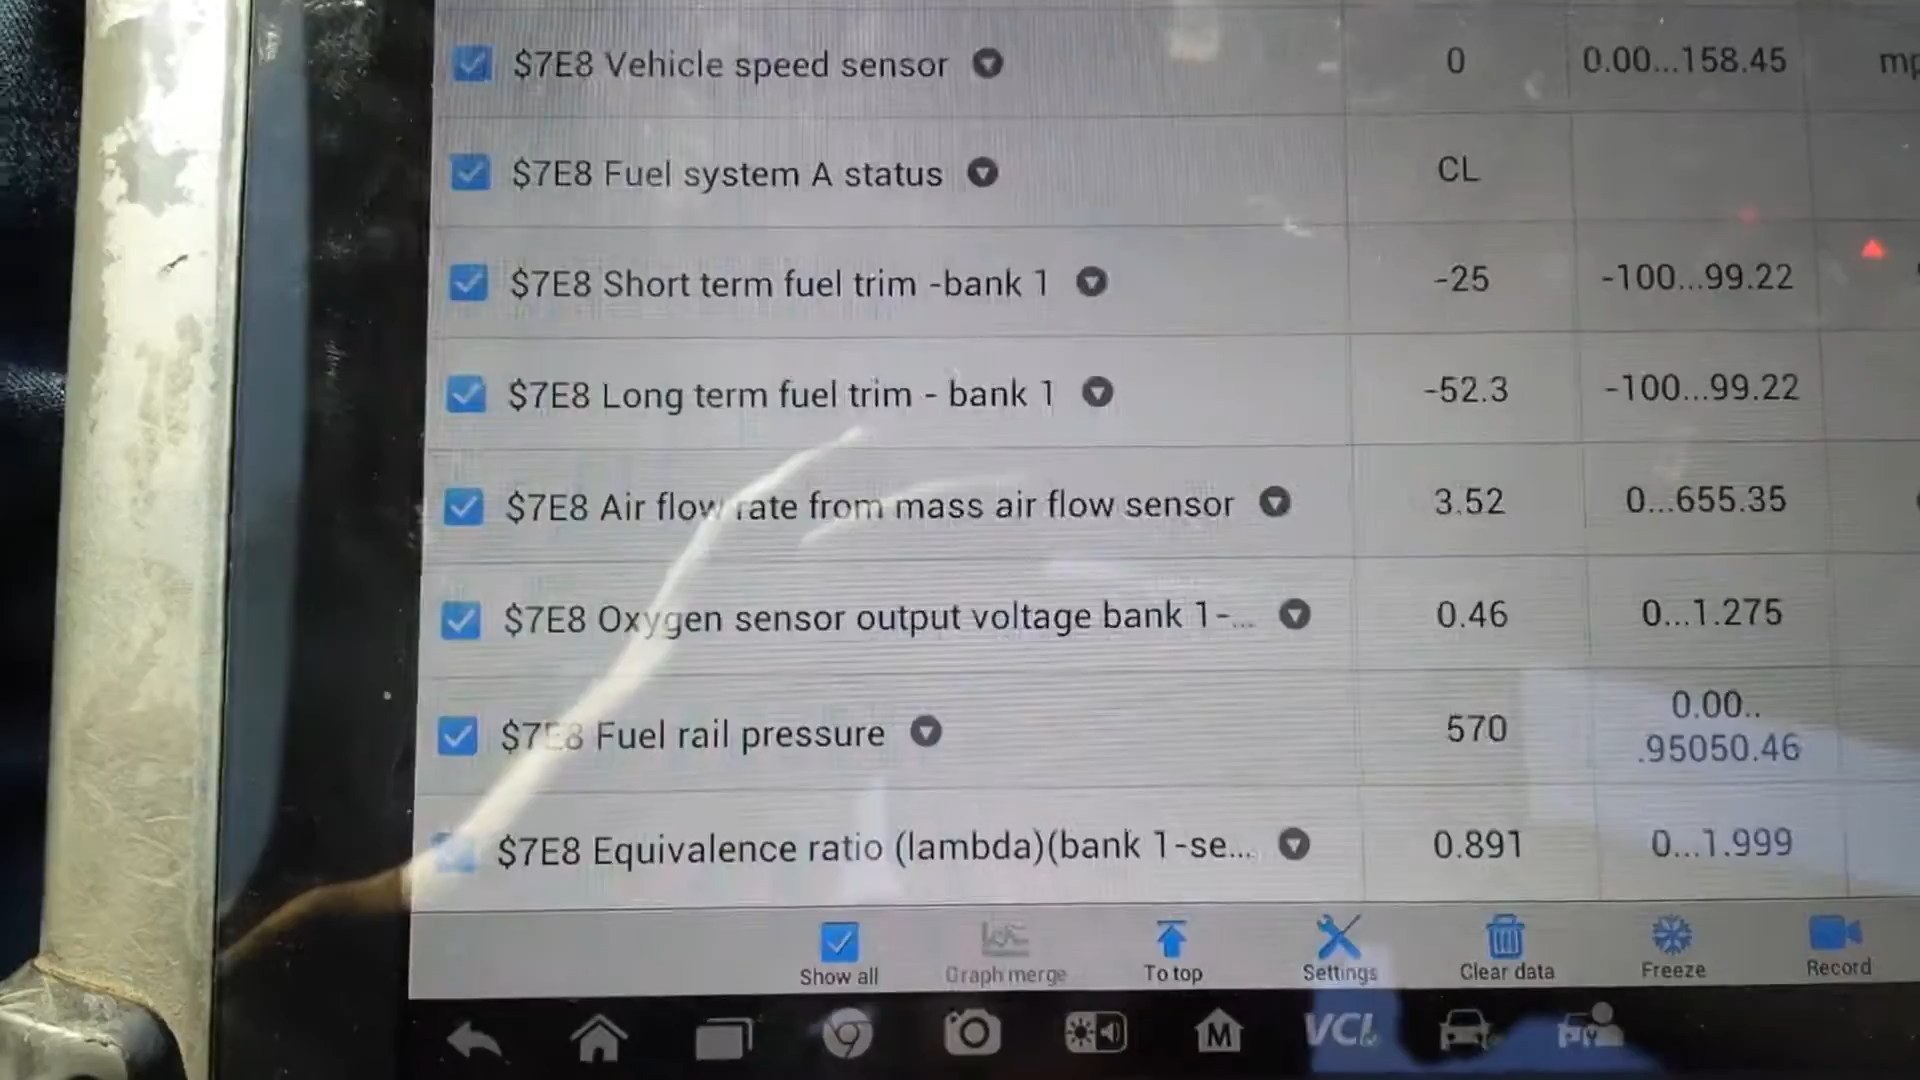 $7E8 Vehicle speed sensor 0 0.00...158.45
$7E8 Fuel system A status CL
$7E8 Short term fuel trim -bank 1 -25 -100...99.22
$7E8 Long term fuel trim - bank 1 -52.3 -100...99.22
$7E8 Air flow rate from mass air flow sensor 3.52 0...655.35
$7E8 Oxygen sensor output voltage bank 1-... 0.46 0...1.275
$7E8 Fuel rail pressure 570 0.00..
.95050.46
$7E8 Equivalence ratio (lambda)(bank 1-se... 0.891 0...1.999
Show all Graph merge To top Settings Clear data Freeze Record
M VCI